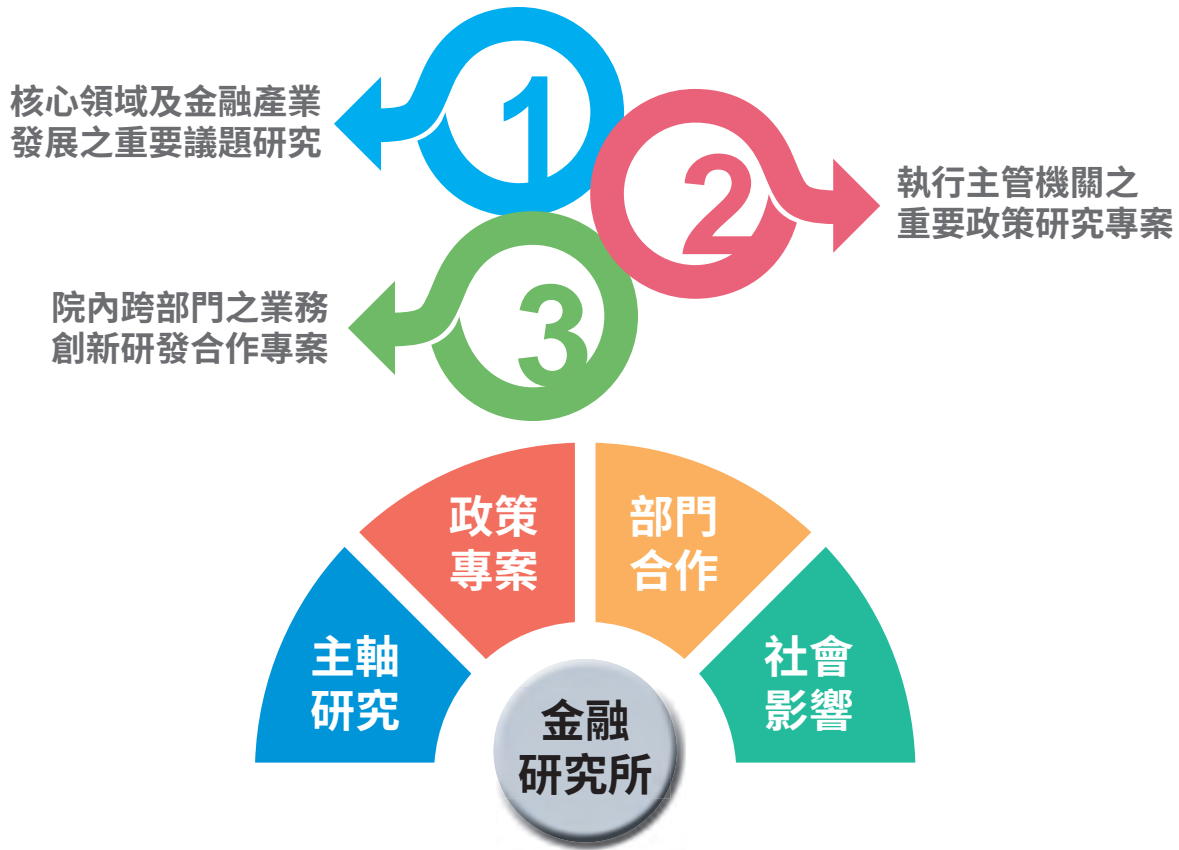 1
核心領域及金融產業
發展之重要議題研究
2
執行主管機關之
重要政策研究專案
3
院內跨部門之業務
創新研發合作專案
主軸
研究
政策
專案
部門
合作
社會
影響
金融
研究所